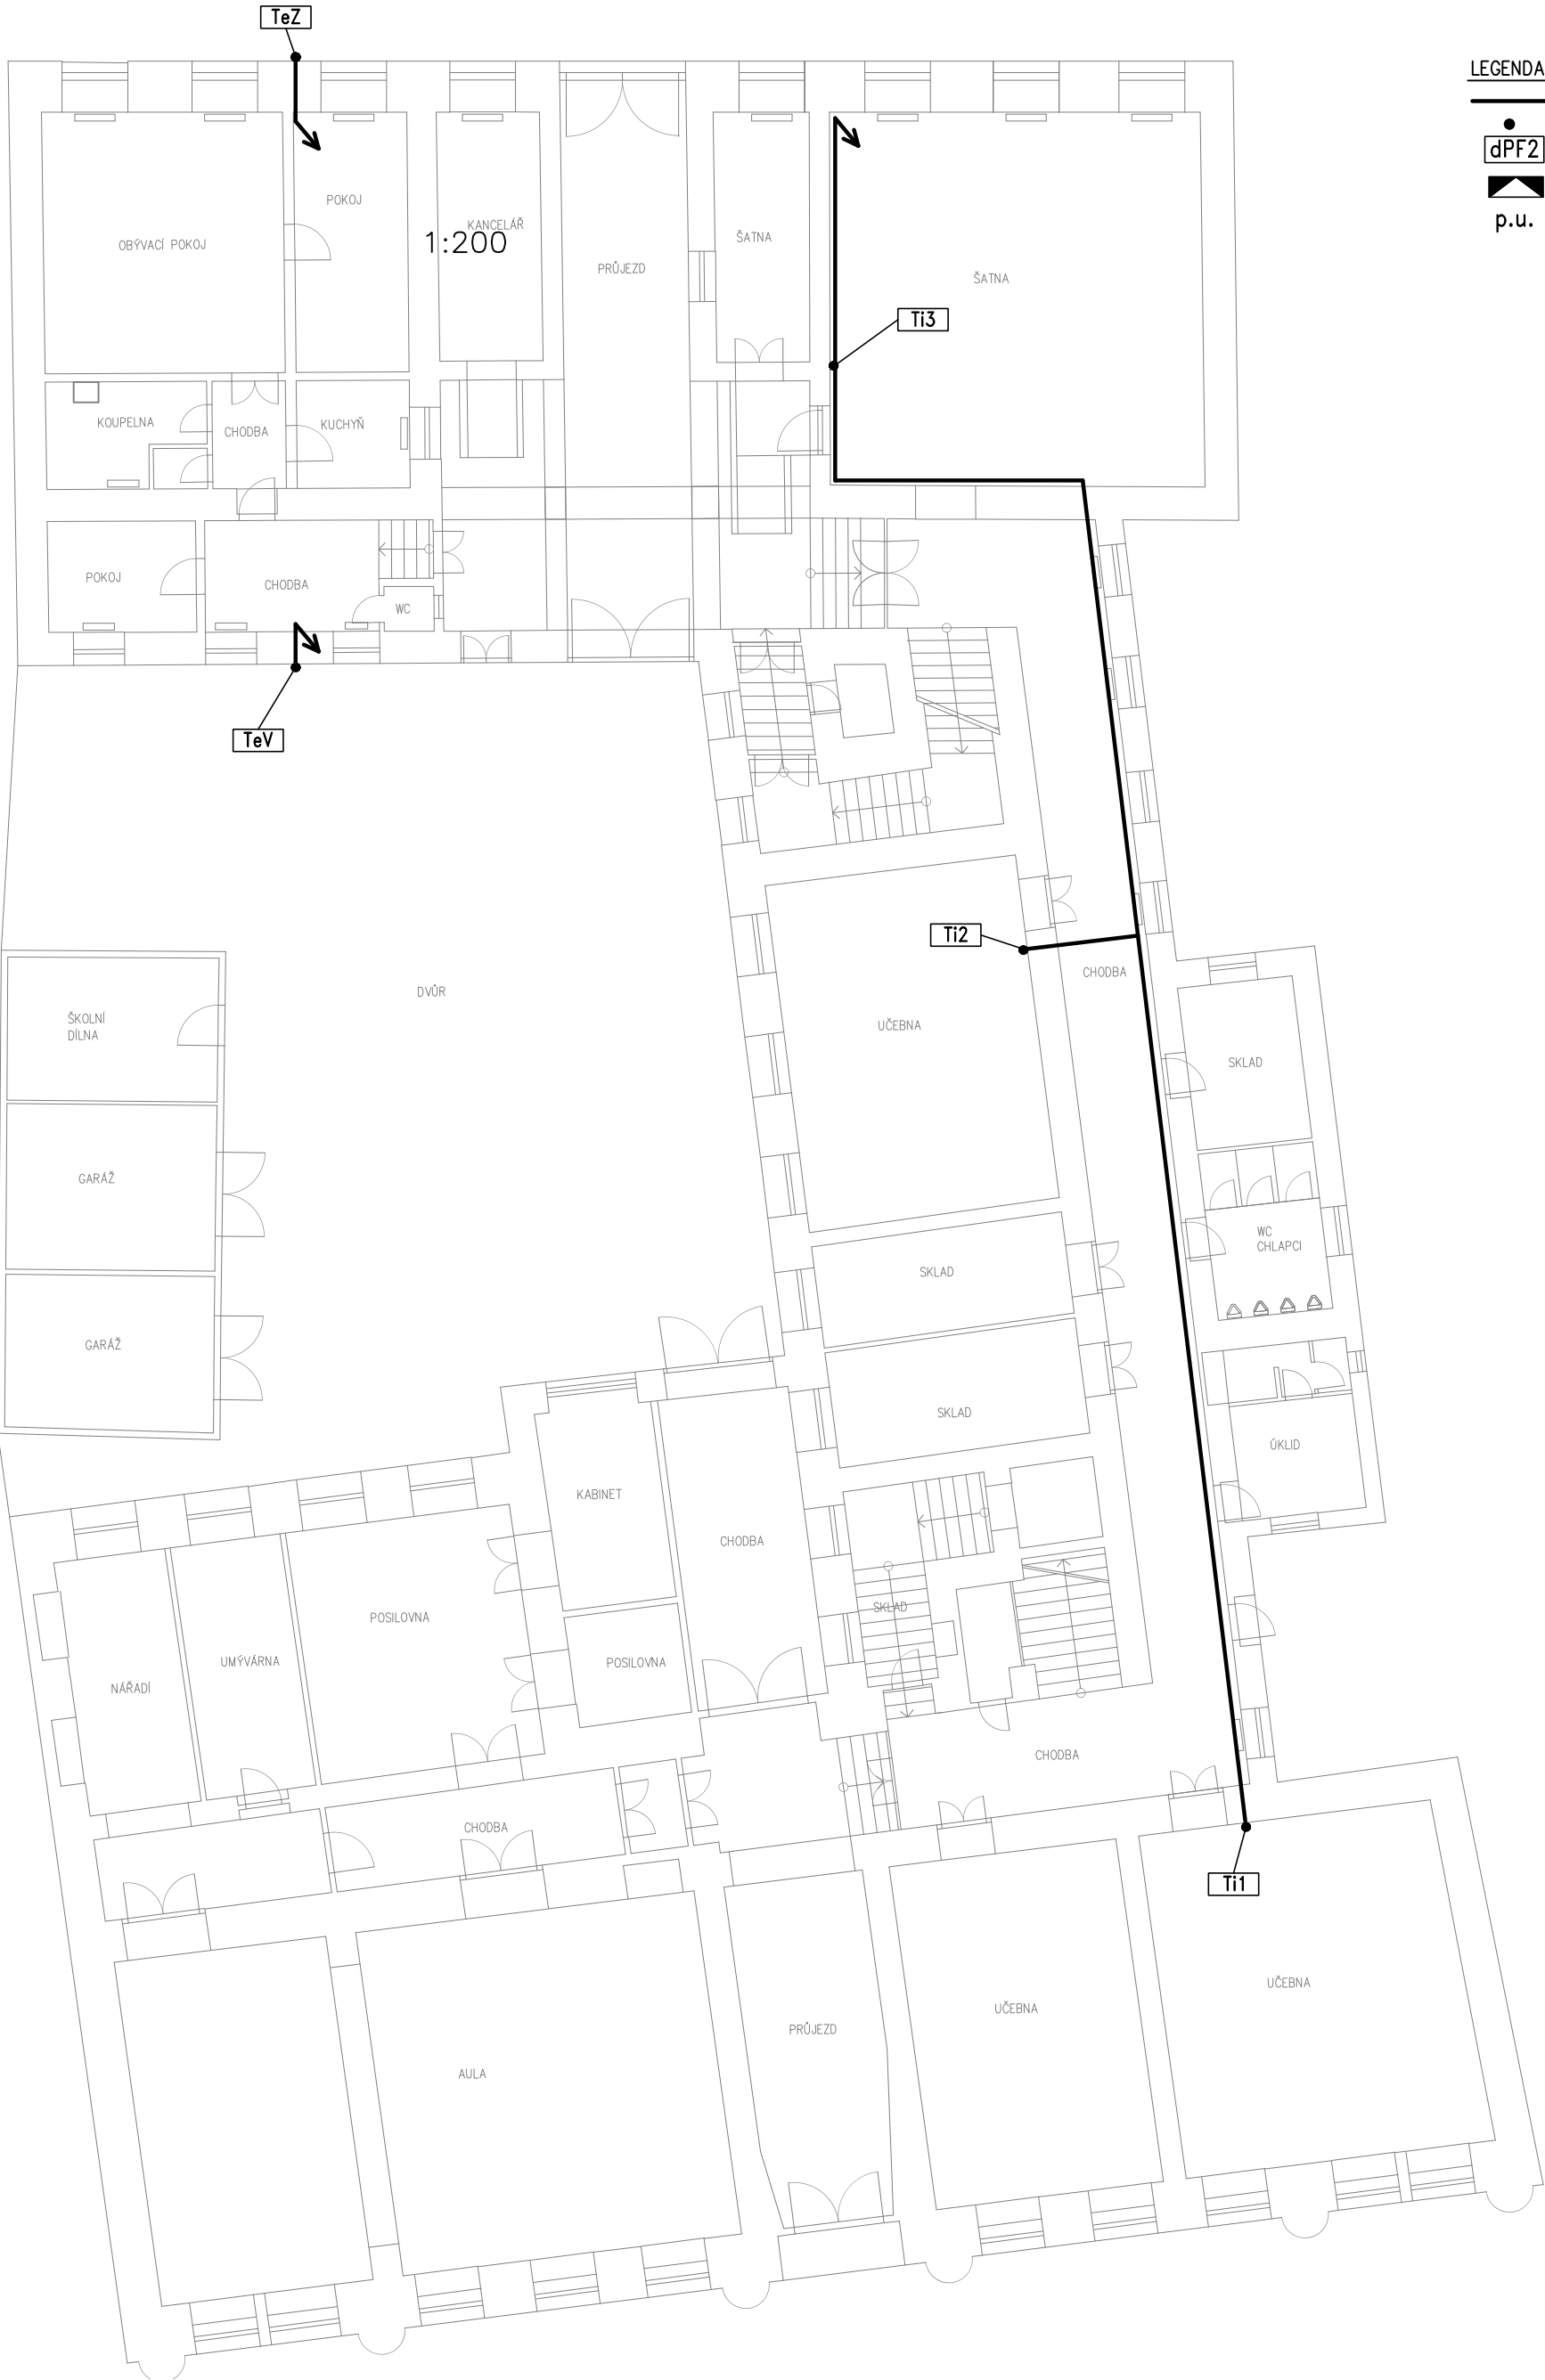 TeZ
LEGENDA
dPF2
p.u.
POKOJ
KANCELÁŘ
1:200
OBÝVACÍ POKOJ
ŠATNA
PRŮJEZD
ŠATNA
Ti3
KOUPELNA
CHODBA
KUCHYŇ
POKOJ
CHODBA
WC
TeV
Ti2
CHODBA
DVŮR
ŠKOLNÍ
DÍLNA
UČEBNA
SKLAD
GARÁŽ
WC
CHLAPCI
SKLAD
GARÁŽ
SKLAD
ÚKLID
KABINET
CHODBA
SKLAD
POSILOVNA
UMÝVÁRNA
POSILOVNA
NÁŘADÍ
CHODBA
CHODBA
Ti1
UČEBNA
UČEBNA
PRŮJEZD
AULA